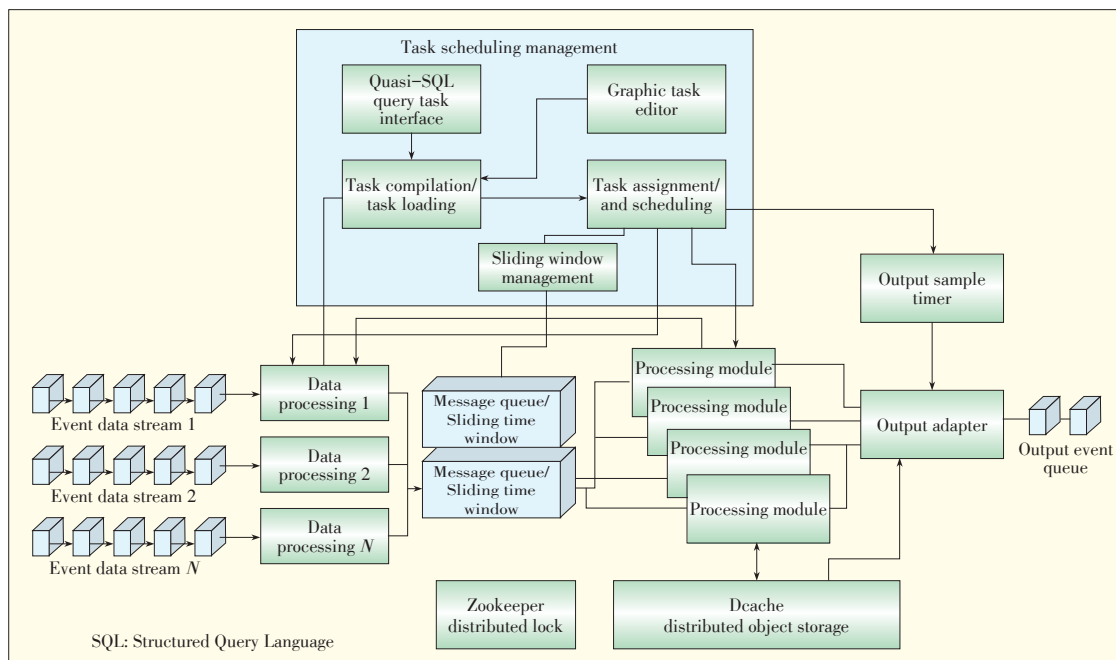 Task scheduling management
Quasi-SQL
query task
interface
Graphic task
editor
Task compilation/
task loading
Task assignment/
and scheduling
Sliding window
management
Output sample
timer
Event data stream 1
Data
processing 1
Message queue/
Sliding time
window
Processing module
Processing module
Processing module
Processing module
Output adapter
Output event
queue
Event data stream 2
Data
processing 2
Message queue/
Sliding time
window
Event data stream N
Data
processing N
Zookeeper
distributed lock
Dcache
distributed object storage
SQL: Structured Query Language